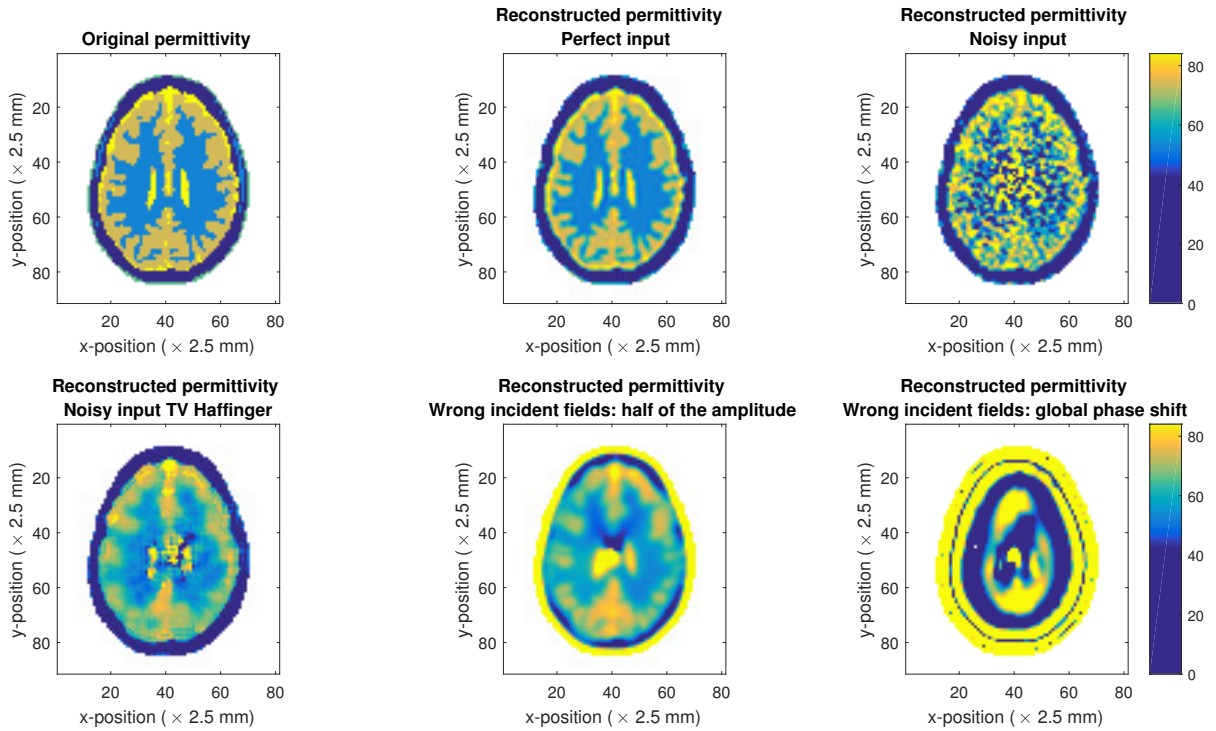 Original permittivity
20
40
60
80
y-position ( × 2.5 mm)
20 40 60 80
x-position ( × 2.5 mm)
Reconstructed permittivity
Perfect input
20
40
60
80
y-position ( × 2.5 mm)
20 40 60 80
x-position ( × 2.5 mm)
Reconstructed permittivity
Noisy input
20
40
60
80
y-position ( × 2.5 mm)
20 40 60 80
x-position ( × 2.5 mm)
80
60
40
20
0
Reconstructed permittivity
Noisy input TV Haffinger
20
40
60
80
y-position ( × 2.5 mm)
20 40 60 80
x-position ( × 2.5 mm)
Reconstructed permittivity
Wrong incident fields: half of the amplitude
20
40
60
80
y-position ( × 2.5 mm)
20 40 60 80
x-position ( × 2.5 mm)
Reconstructed permittivity
Wrong incident fields: global phase shift
20
40
60
80
y-position ( × 2.5 mm)
20 40 60 80
x-position ( × 2.5 mm)
80
60
40
20
0